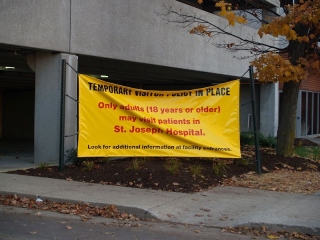 TEMPORARY VISITOR POLICY IN PLACE
Only adults (18 years or older)
may visit patients in
St. Joseph Hospital.
Look for additional information at facility entrances.